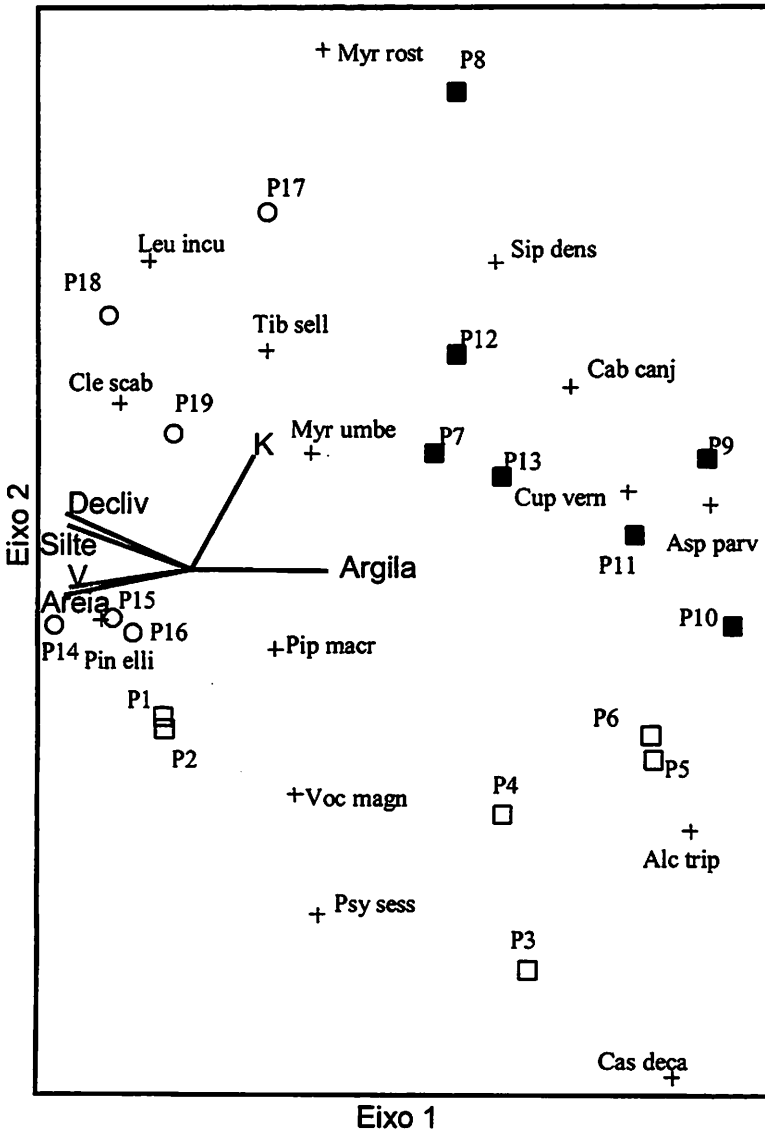 Myr rost
P8
P17
Leu incu
Sip dens
P18
Tib sell
P12
Cab canj
Cle scab
P19
K
Myr umbe
P7
P13
P9
Cup vern
Decliv
Asp parv
Silte
P11
Argila
V
Areia
P15
P10
P14
Pin elli
P16
Pip macr
P1
P2
P6
P5
P4
Voc magn
Alc trip
Psy sess
P3
Cas deca
Eixo 2
Eixo 1